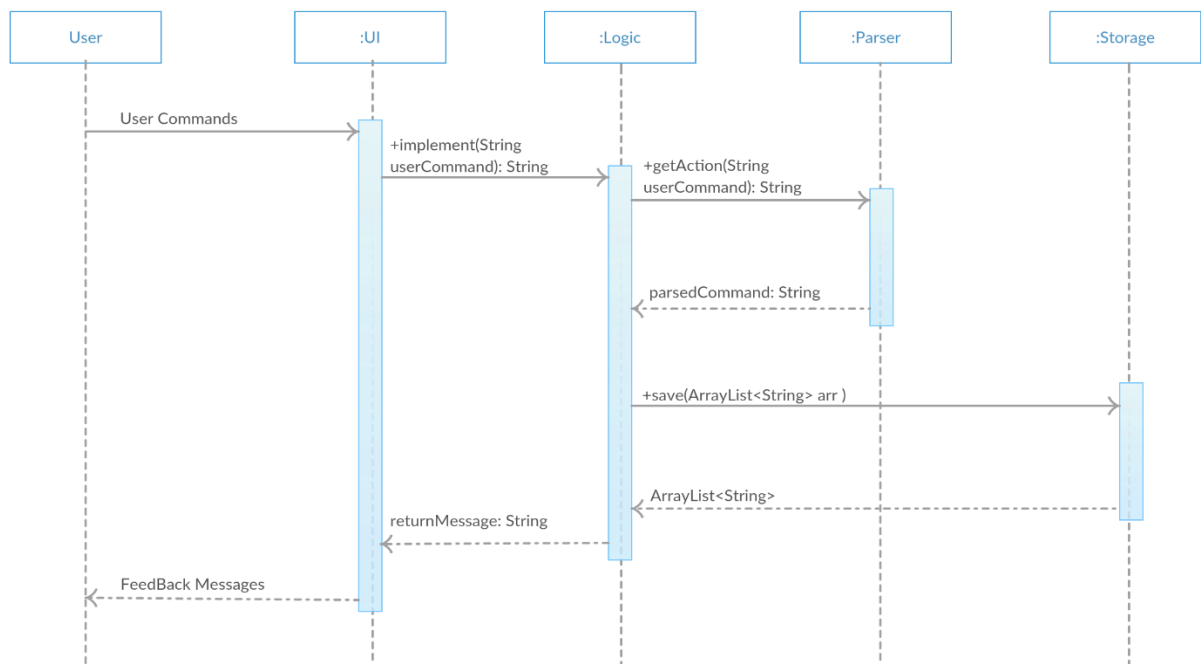 User
:UI
:Logic
:Parser
:Storage
User Commands
+implement(String
userCommand): String
+getAction(String
userCommand): String
parsedCommand: String
+save(ArrayList<String> arr )
ArrayList<String>
returnMessage: String
FeedBack Messages